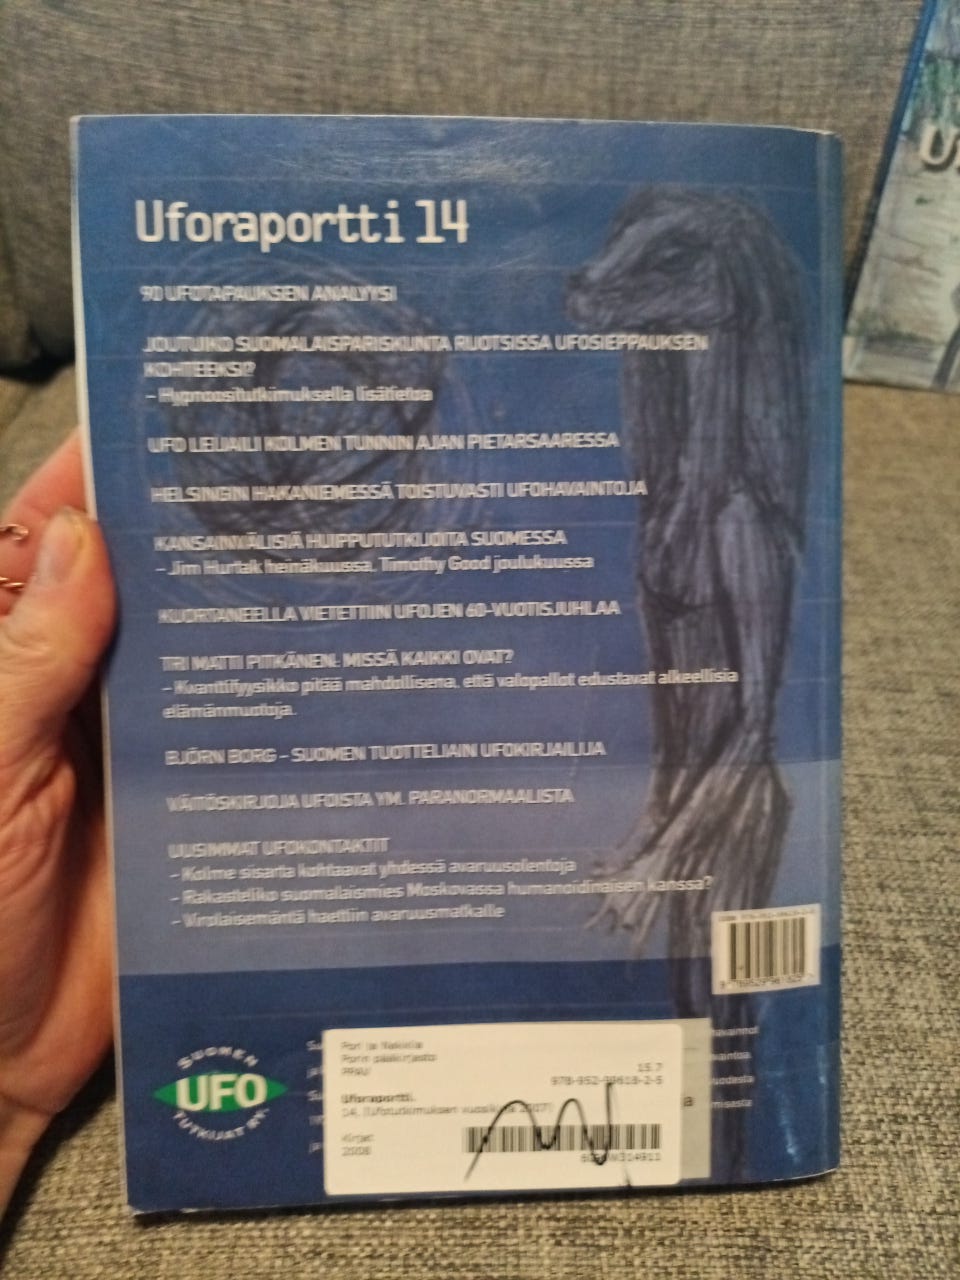 Uforaportti 14
90 UFOTAPAUKSEN ANALYYSI
JOUTUIKO SUOMALAISPARISKUNTA RUOTSISSA UFOSIEPPAUKSEN
KOHTEEKSI?
- Hypnoositutkimuksella lisätietoa
UFO LEIJAILI KOLMEN TUNNIN AJAN PIETARSAARESSA
HELSINGIN HAKANIEMESSÄ TOISTUVASTI UFOHAVAINTOJA
KANSAINVÄLISIÄ HUIPPUTUTKIJOITA SUOMESSA
- Jim Hurtak heinäkuussa, Timothy Good joulukuussa
KUORTANEELLA VIETETTIIN UFOJEN 60-VUOTISJUHLAA
TRI MATTI PITKÄNEN: MISSÄ KAIKKI OVAT?
- Kvanttifyysikko pitää mahdollisena, että valopallot edustavat alkeellisia
elämänmuotoja.
BJÖRN BORG - SUOMEN TUOTTELIAIN UFOKIRJAILIJA
VÄITÖSKIRJOJA UFOISTA YM. PARANORMAALISTA
UUSIMMAT UFOKONTAKTIT
- Kolme sisarta kohtaavat yhdessä avaruusolentoja
- Rakasteliko suomalaismies Moskovassa humanoidinaisen kanssa?
- Virolaisemäntä haettiin avaruusmatkalle
SUOMEN
UFO
TUTKIJAT RY.
Porin pääkirjasto
15.7
978-952-99618-2-5
Uforaportti.
14, [Ufotutkimuksen vuosikirja 2007]
Kirjat
2008